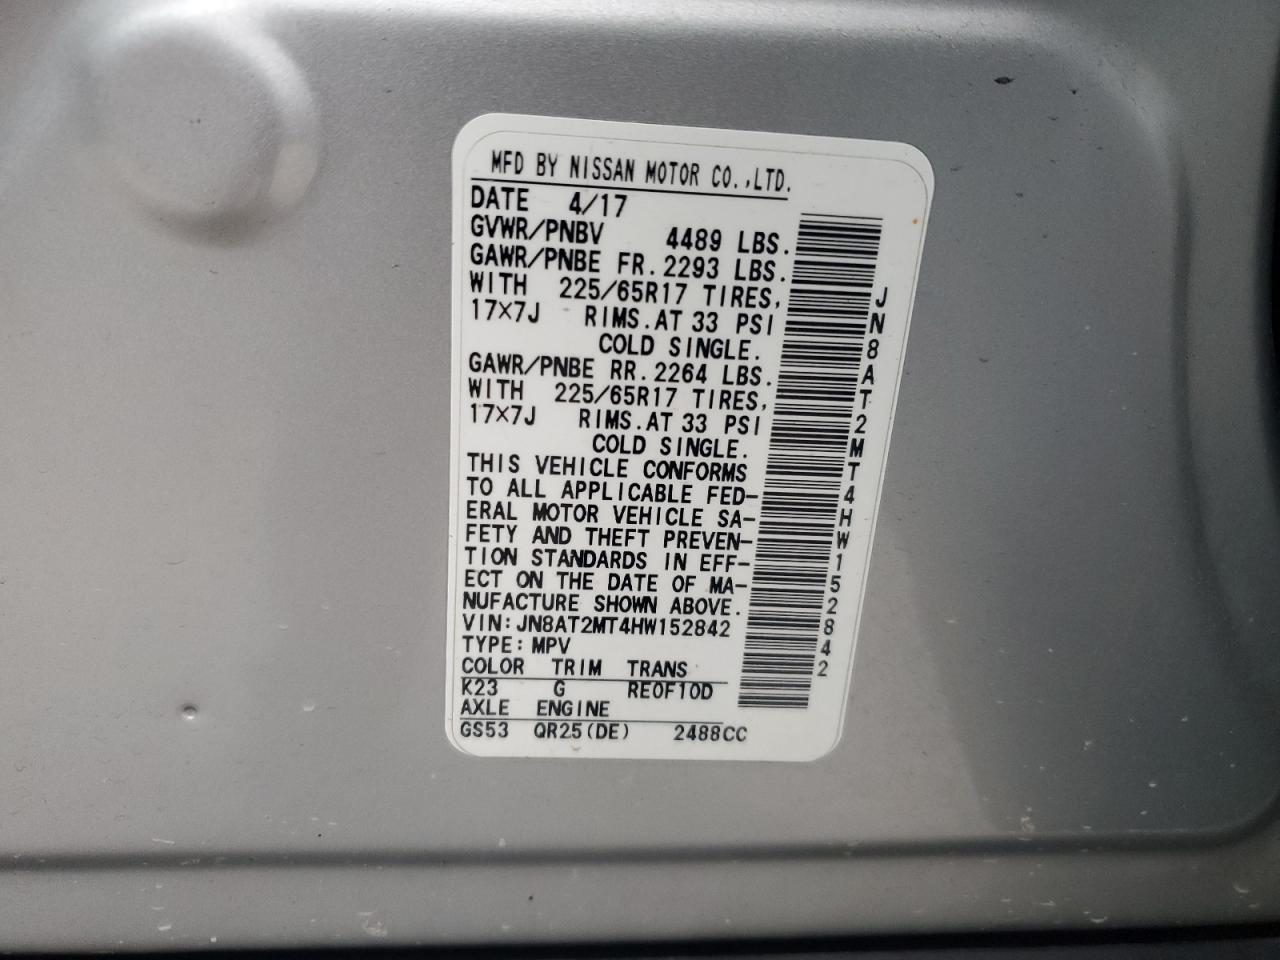 MFD BY NISSAN MOTOR CO.,LTD.
DATE 4/17
GVWR/PNBV 4489 LBS.
GAWR/PNBE FR.2293 LBS.
WITH 225/65R17 TIRES,
17×7J RIMS.AT 33 PSI
COLD SINGLE.
GAWR/PNBE RR.2264 LBS.
WITH 225/65R17 TIRES,
17×7J RIMS.AT 33 PSI
COLD SINGLE.
THIS VEHICLE CONFORMS
TO ALL APPLICABLE FED-
ERAL MOTOR VEHICLE SA-
FETY AND THEFT PREVEN-
TION STANDARDS IN EFF-
ECT ON THE DATE OF MA-
NUFACTURE SHOWN ABOVE.
VIN:JN8AT2MT4HW152842
TYPE:MPV
COLOR TRIM TRANS
K23 G RE0F10D
AXLE ENGINE
GS53 QR25(DE) 2488CC
JN8AT2MT4HW152842